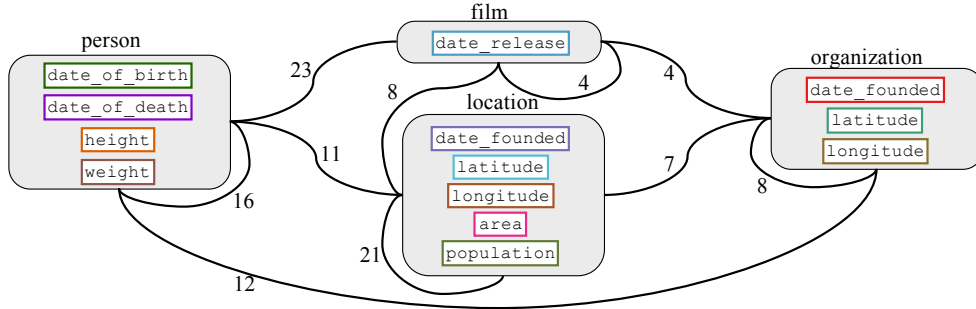 film
person
date_release
organization
date_of_birth
23
4
4
date_founded
8
date_of_death
location
latitude
height
date_founded
longitude
11
7
weight
latitude
16
longitude
8
area
21
population
12